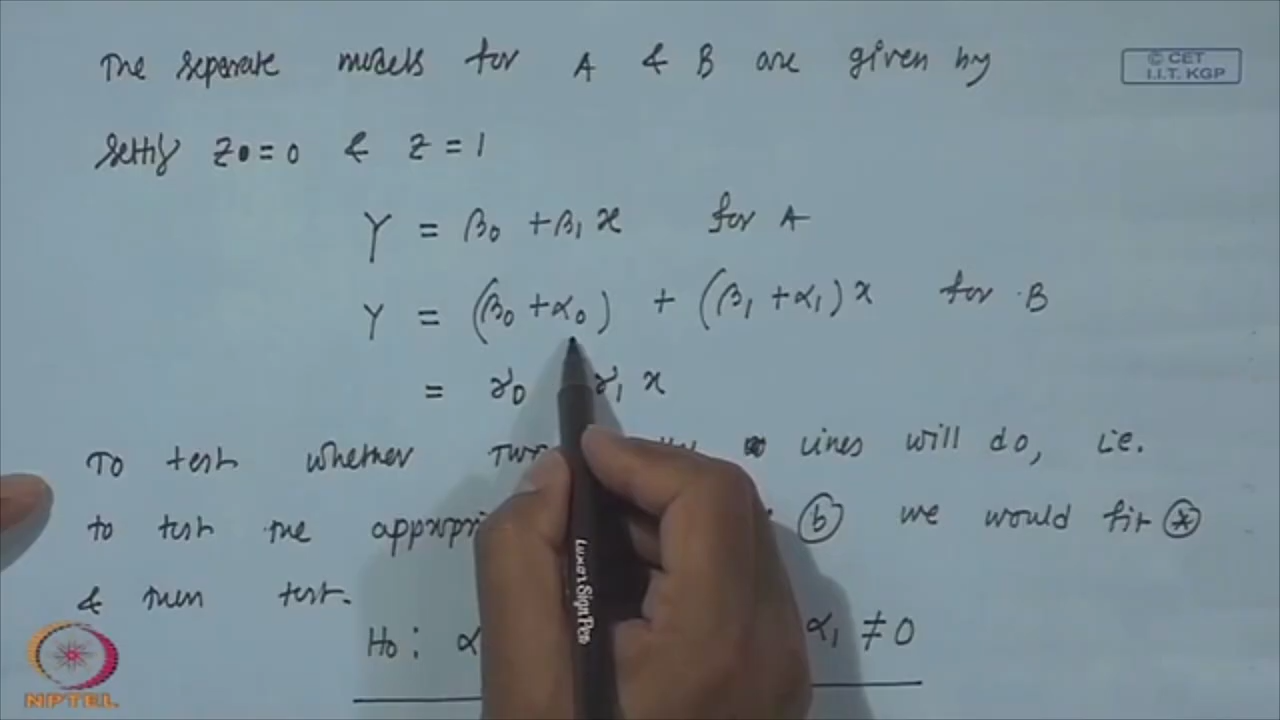 The separate models for A & B are given by
© CET
I.I.T. KGP
setting Z = 0 & Z = 1
Y = β₀ + β₁ x for A
Y = (β₀ + α₀) + (β₁ + α₁) x for B
= γ₀ γ₁ x
To test whether two lines will do, i.e.
to test the (b) we would fit (*)
& then test.
H₀ : α α₁ ≠ 0
Luxor Sign Pen
NPTEL